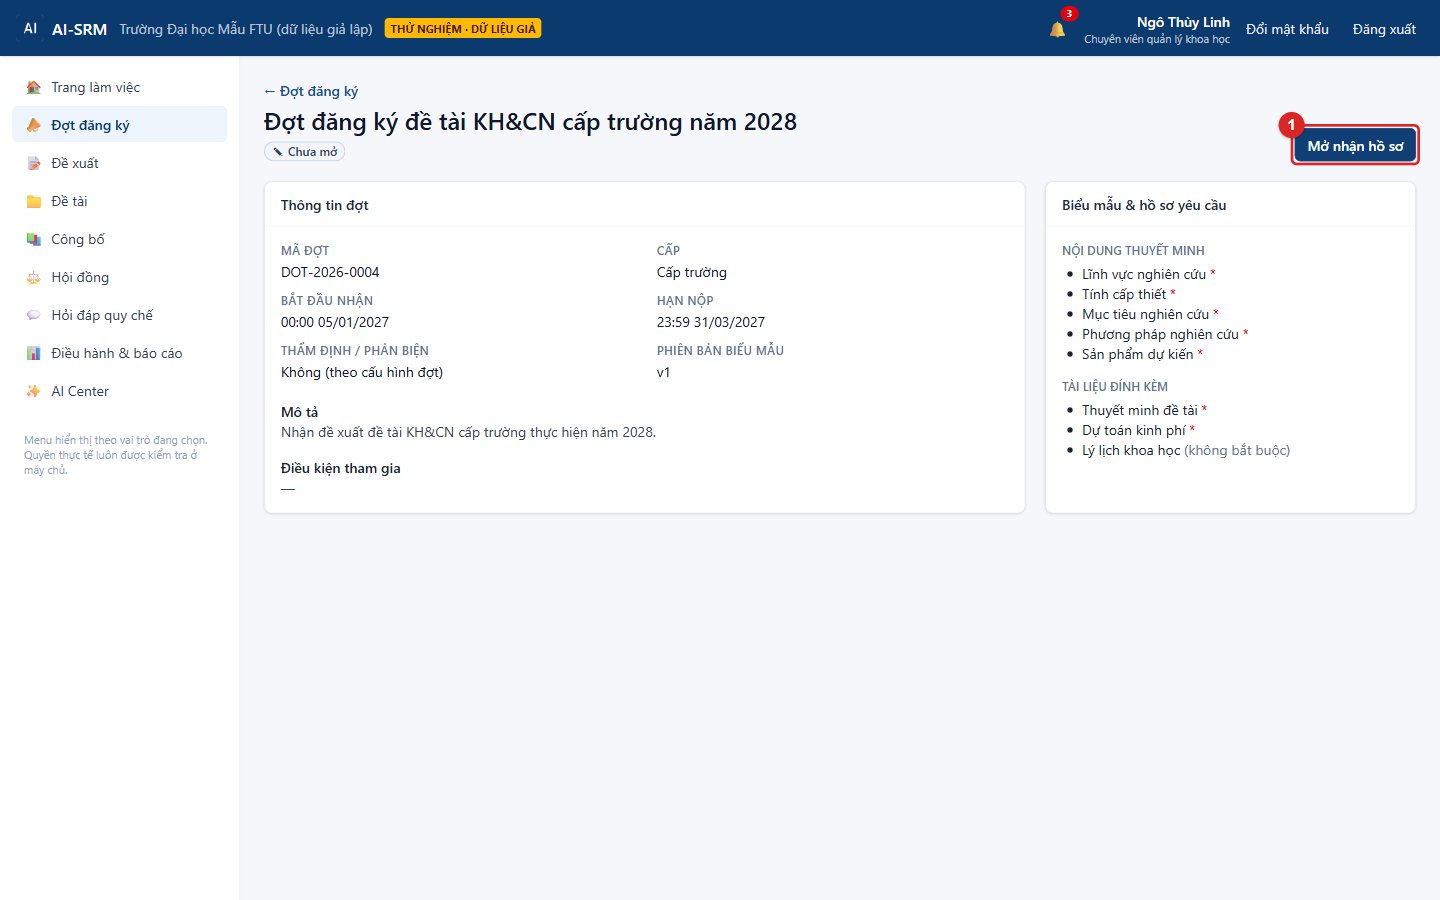 AI AI-SRM Trường Đại học Mẫu FTU (dữ liệu giả lập) THỬ NGHIỆM · DỮ LIỆU GIẢ
3
Ngô Thùy Linh
Chuyên viên quản lý khoa học
Đổi mật khẩu
Đăng xuất
Trang làm việc
Đợt đăng ký
Đề xuất
Đề tài
Công bố
Hội đồng
Hỏi đáp quy chế
Điều hành & báo cáo
AI Center
Menu hiển thị theo vai trò đang chọn.
Quyền thực tế luôn được kiểm tra ở
máy chủ.
← Đợt đăng ký
Đợt đăng ký đề tài KH&CN cấp trường năm 2028
Chưa mở
1
Mở nhận hồ sơ
Thông tin đợt
MÃ ĐỢT
DOT-2026-0004
CẤP
Cấp trường
BẮT ĐẦU NHẬN
00:00 05/01/2027
HẠN NỘP
23:59 31/03/2027
THẨM ĐỊNH / PHẢN BIỆN
Không (theo cấu hình đợt)
PHIÊN BẢN BIỂU MẪU
v1
Mô tả
Nhận đề xuất đề tài KH&CN cấp trường thực hiện năm 2028.
Điều kiện tham gia
—
Biểu mẫu & hồ sơ yêu cầu
NỘI DUNG THUYẾT MINH
• Lĩnh vực nghiên cứu *
• Tính cấp thiết *
• Mục tiêu nghiên cứu *
• Phương pháp nghiên cứu *
• Sản phẩm dự kiến *
TÀI LIỆU ĐÍNH KÈM
• Thuyết minh đề tài *
• Dự toán kinh phí *
• Lý lịch khoa học (không bắt buộc)